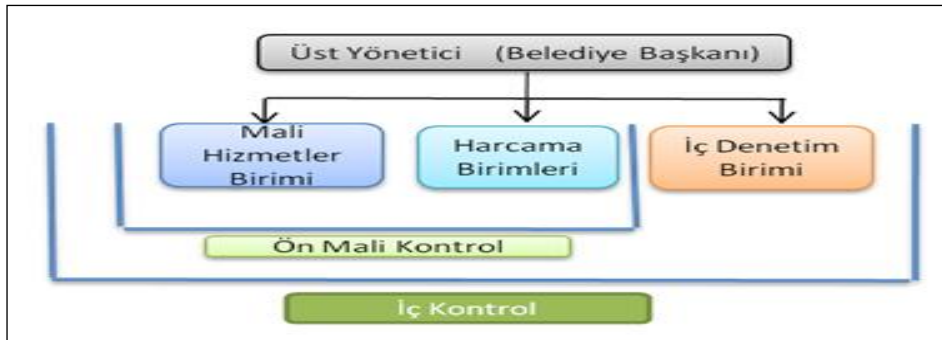 Üst Yönetici (Belediye Başkanı)
Mali
Hizmetler
Birimi
Harcama
Birimleri
İç Denetim
Birimi
Ön Mali Kontrol
İç Kontrol